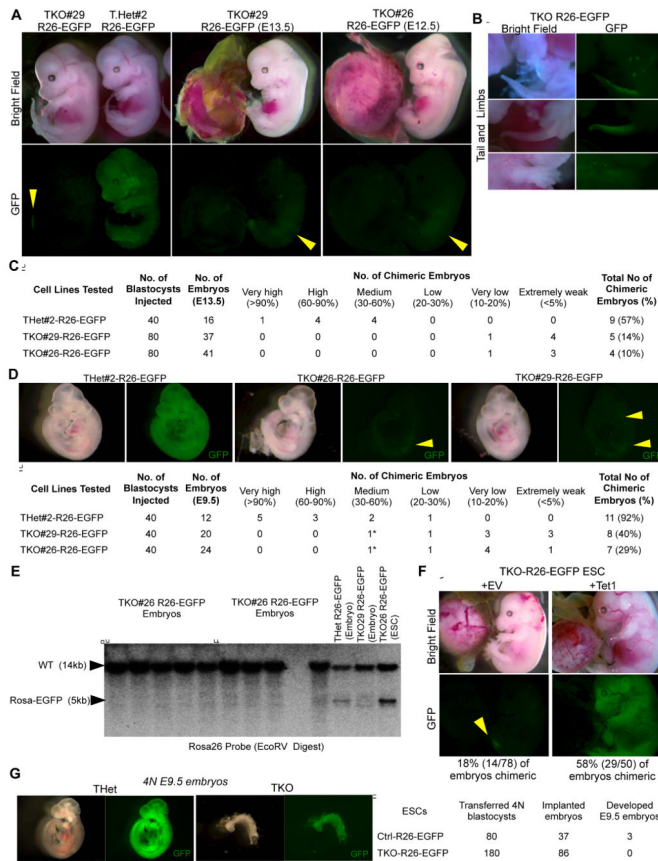 A
TKO#29 T.Het#2
R26-EGFP R26-EGFP
TKO#29
R26-EGFP (E13.5)
TKO#26
R26-EGFP (E12.5)
Bright Field
GFP
B
TKO R26-EGFP
Bright Field GFP
Tail and Limbs
C
Cell Lines Tested No. of Blastocysts Injected No. of Embryos (E13.5) No. of Chimeric Embryos Total No of Chimeric Embryos (%)
Very high (>90%) High (60-90%) Medium (30-60%) Low (20-30%) Very low (10-20%) Extremely weak (<5%)
THet#2-R26-EGFP 40 16 1 4 4 0 0 0 9 (57%)
TKO#29-R26-EGFP 80 37 0 0 0 0 1 4 5 (14%)
TKO#26-R26-EGFP 80 41 0 0 0 0 1 3 4 (10%)
D
THet#2-R26-EGFP TKO#26-R26-EGFP TKO#29-R26-EGFP
GFP GFP GFP
Cell Lines Tested No. of Blastocysts Injected No. of Embryos (E9.5) No. of Chimeric Embryos Total No of Chimeric Embryos (%)
Very high (>90%) High (60-90%) Medium (30-60%) Low (20-30%) Very low (10-20%) Extremely weak (<5%)
THet#2-R26-EGFP 40 12 5 3 2 1 0 0 11 (92%)
TKO#29-R26-EGFP 40 20 0 0 1* 1 3 3 8 (40%)
TKO#26-R26-EGFP 40 24 0 0 1* 1 4 1 7 (29%)
E
TKO#26 R26-EGFP
Embryos
TKO#26 R26-EGFP
Embryos
THet R26-EGFP
(Embryo)
TKO29 R26-EGFP
(Embryo)
TKO26 R26-EGFP
(ESC)
WT (14kb)
Rosa-EGFP (5kb)
Rosa26 Probe (EcoRV Digest)
F
TKO-R26-EGFP ESC
+EV +Tet1
Bright Field
GFP
18% (14/78) of
embryos chimeric
58% (29/50) of
embryos chimeric
G
4N E9.5 embryos
THet TKO
GFP GFP
ESCs Transferred 4N blastocysts Implanted embryos Developed E9.5 embryos
Ctrl-R26-EGFP 80 37 3
TKO-R26-EGFP 180 86 0